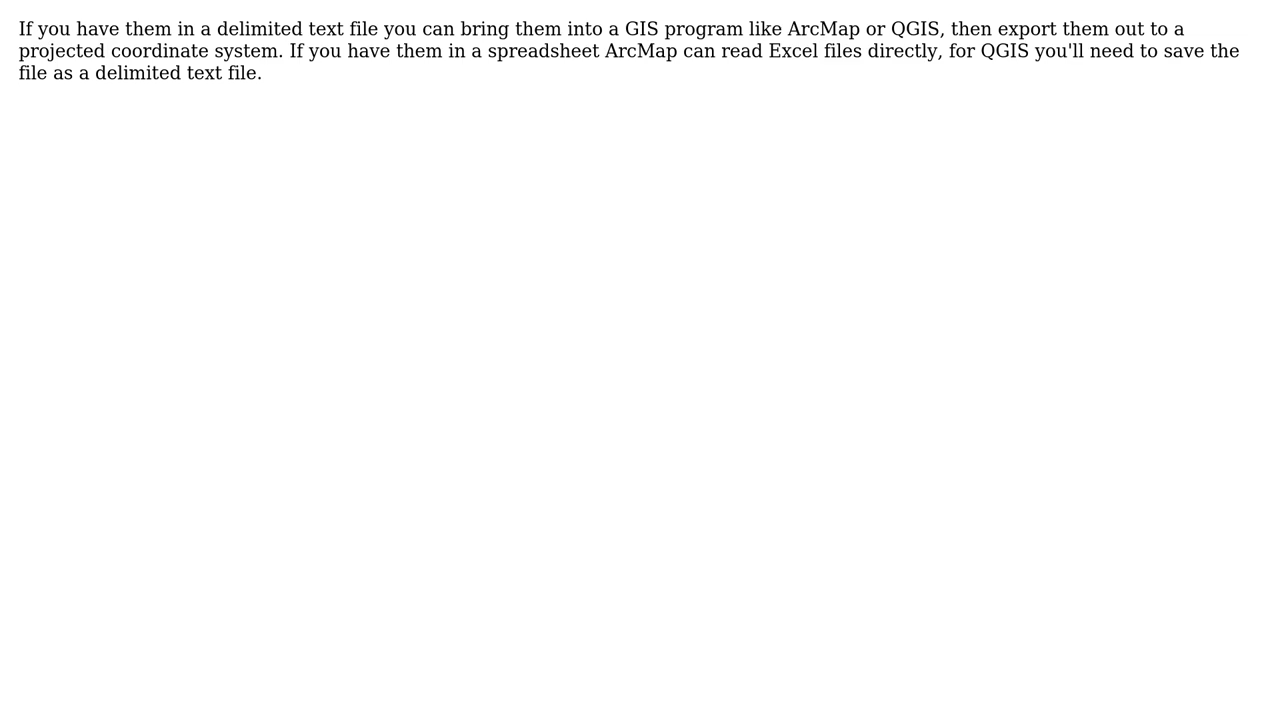 If you have them in a delimited text file you can bring them into a GIS program like ArcMap or QGIS, then export them out to a
projected coordinate system. If you have them in a spreadsheet ArcMap can read Excel files directly, for QGIS you'll need to save the
file as a delimited text file.